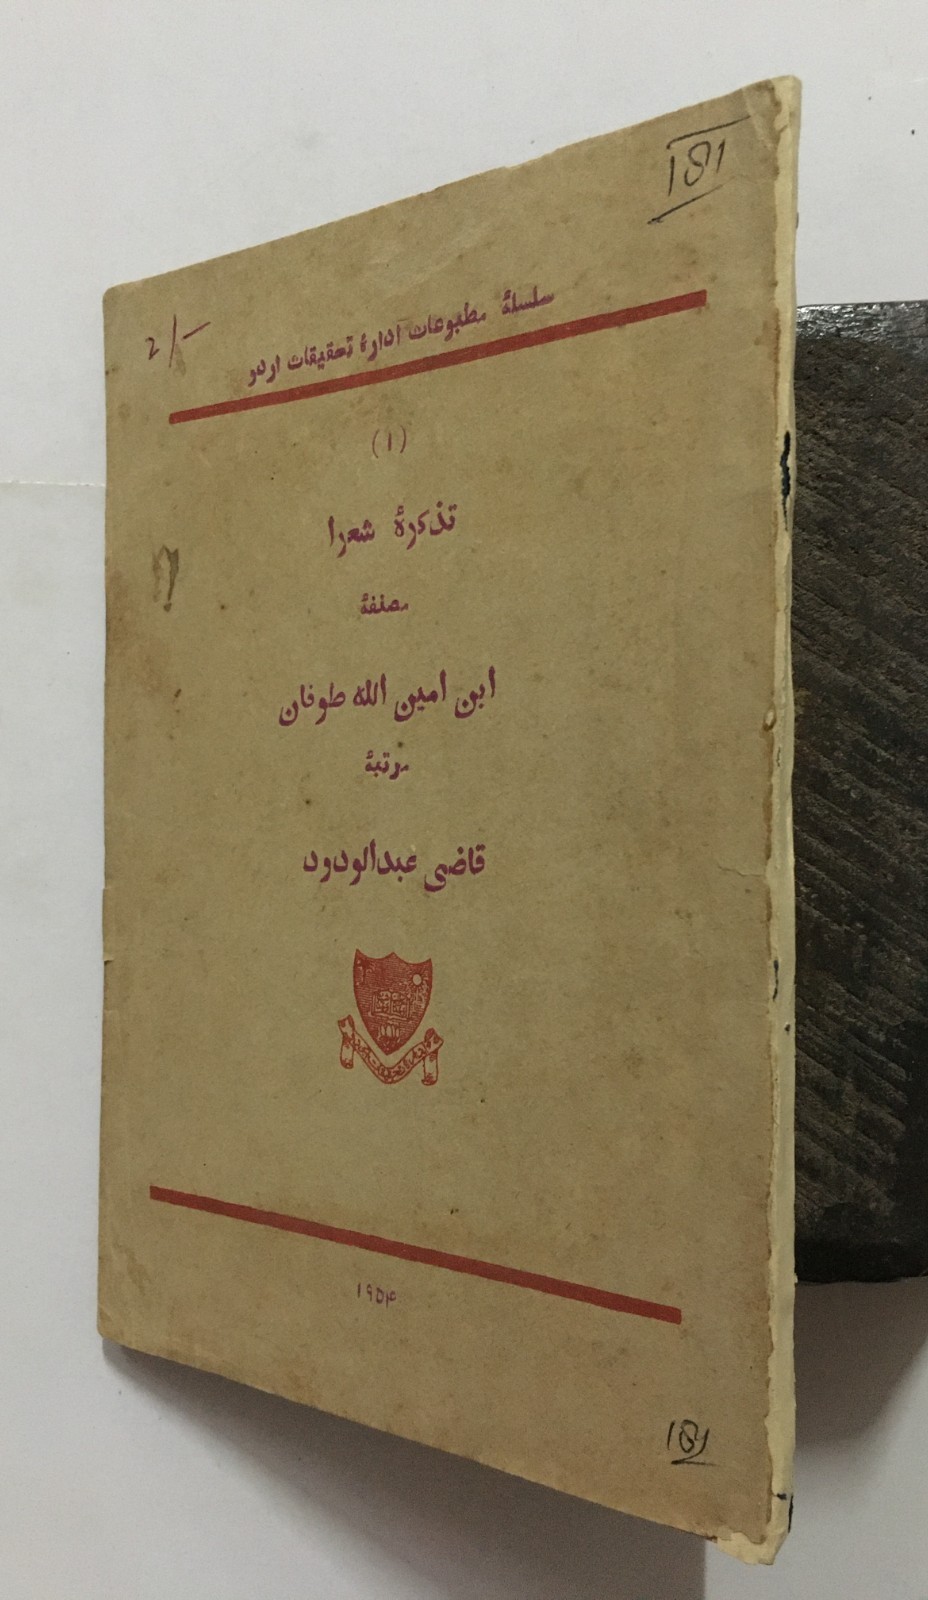 181
2/-
سلسلۂ مطبوعات ادارۂ تحقیقات اردو
(۱)
تذکرۂ شعرا
مصنفۂ
ابن امین اللہ طوفان
مرتبۂ
قاضی عبدالودود
۱۹۵۴
181